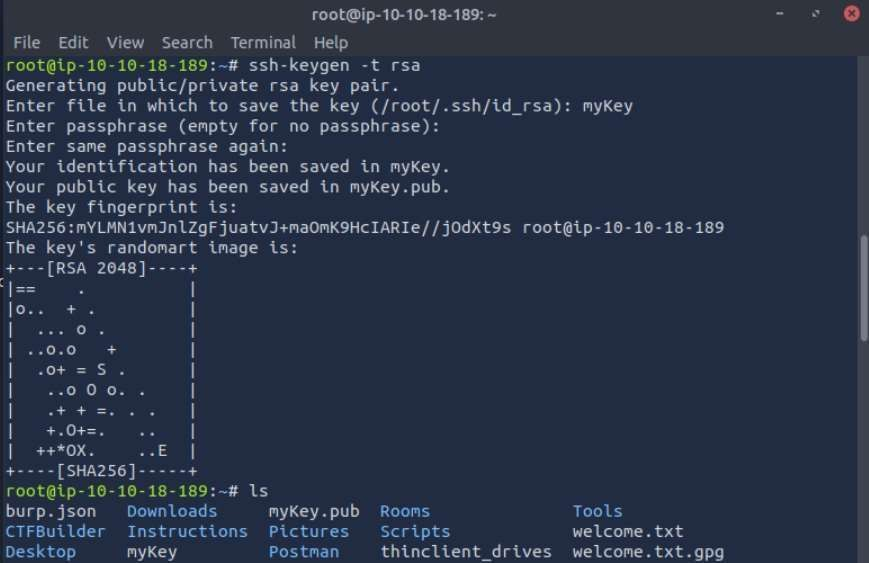 root@ip-10-10-18-189: ~
File Edit View Search Terminal Help
root@ip-10-10-18-189:~# ssh-keygen -t rsa
Generating public/private rsa key pair.
Enter file in which to save the key (/root/.ssh/id_rsa): myKey
Enter passphrase (empty for no passphrase):
Enter same passphrase again:
Your identification has been saved in myKey.
Your public key has been saved in myKey.pub.
The key fingerprint is:
SHA256:mYLMN1vmJnlZgFjuatvJ+maOmK9HcIARIe//jOdXt9s root@ip-10-10-18-189
The key's randomart image is:
+---[RSA 2048]----+
|==    .          |
|o..  + .         |
|  ... o .        |
| ..o.o   +       |
|  .o+ = S .      |
|   ..o O o. .    |
|   .+ + =. . .   |
|   +.O+=.   ..   |
|  ++*OX.    ..E  |
+----[SHA256]-----+
root@ip-10-10-18-189:~# ls
burp.json   Downloads     myKey.pub  Rooms              Tools
CTFBuilder  Instructions  Pictures   Scripts            welcome.txt
Desktop     myKey         Postman    thinclient_drives  welcome.txt.gpg